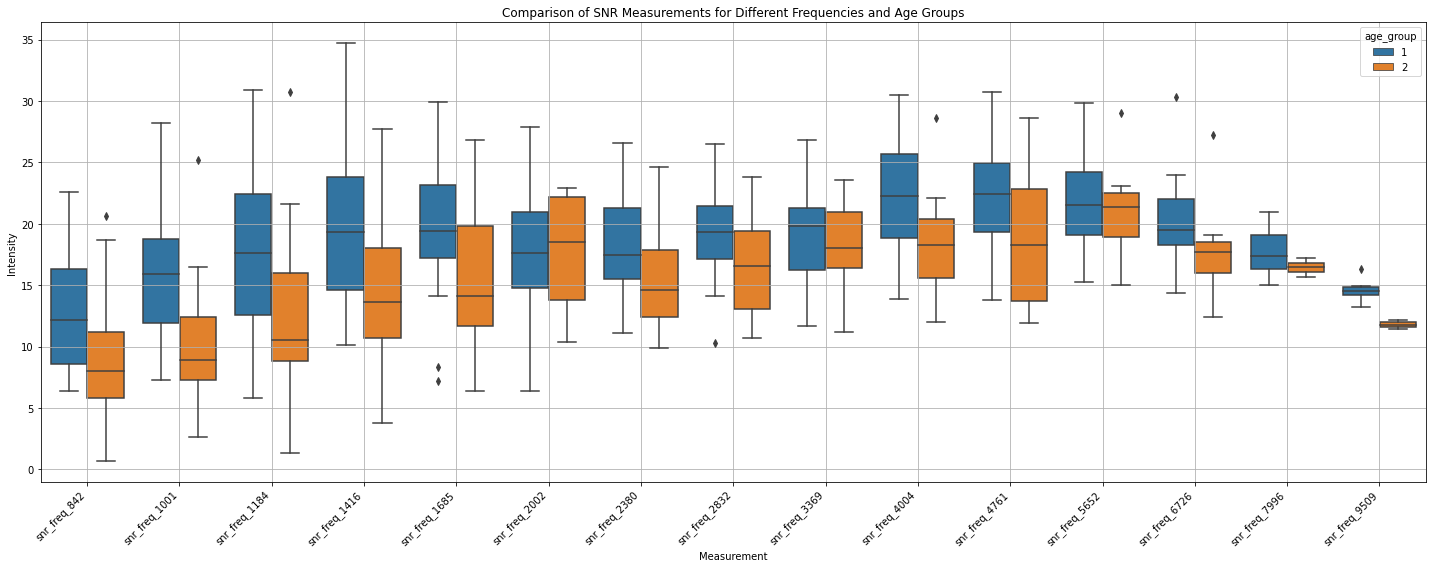 Comparison of SNR Measurements for Different Frequencies and Age Groups
age_group
1
2
Intensity
35
30
25
20
15
10
5
0
snr_freq_842
snr_freq_1001
snr_freq_1184
snr_freq_1416
snr_freq_1685
snr_freq_2002
snr_freq_2380
snr_freq_2832
snr_freq_3369
snr_freq_4004
snr_freq_4761
snr_freq_5652
snr_freq_6726
snr_freq_7996
snr_freq_9509
Measurement